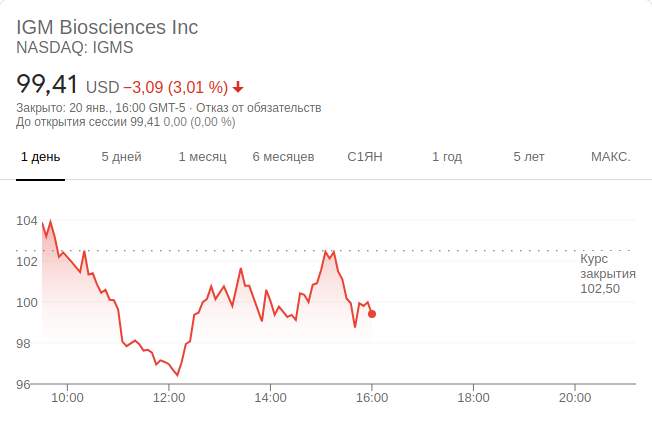 IGM Biosciences Inc
NASDAQ: IGMS
99,41 USD −3,09 (3,01 %)
Закрыто: 20 янв., 16:00 GMT-5 · Отказ от обязательств
До открытия сессии 99,41 0,00 (0,00 %)
1 день 5 дней 1 месяц 6 месяцев С1ЯН 1 год 5 лет МАКС.
104
102
100
98
96
Курс
закрытия
102,50
10:00 12:00 14:00 16:00 18:00 20:00